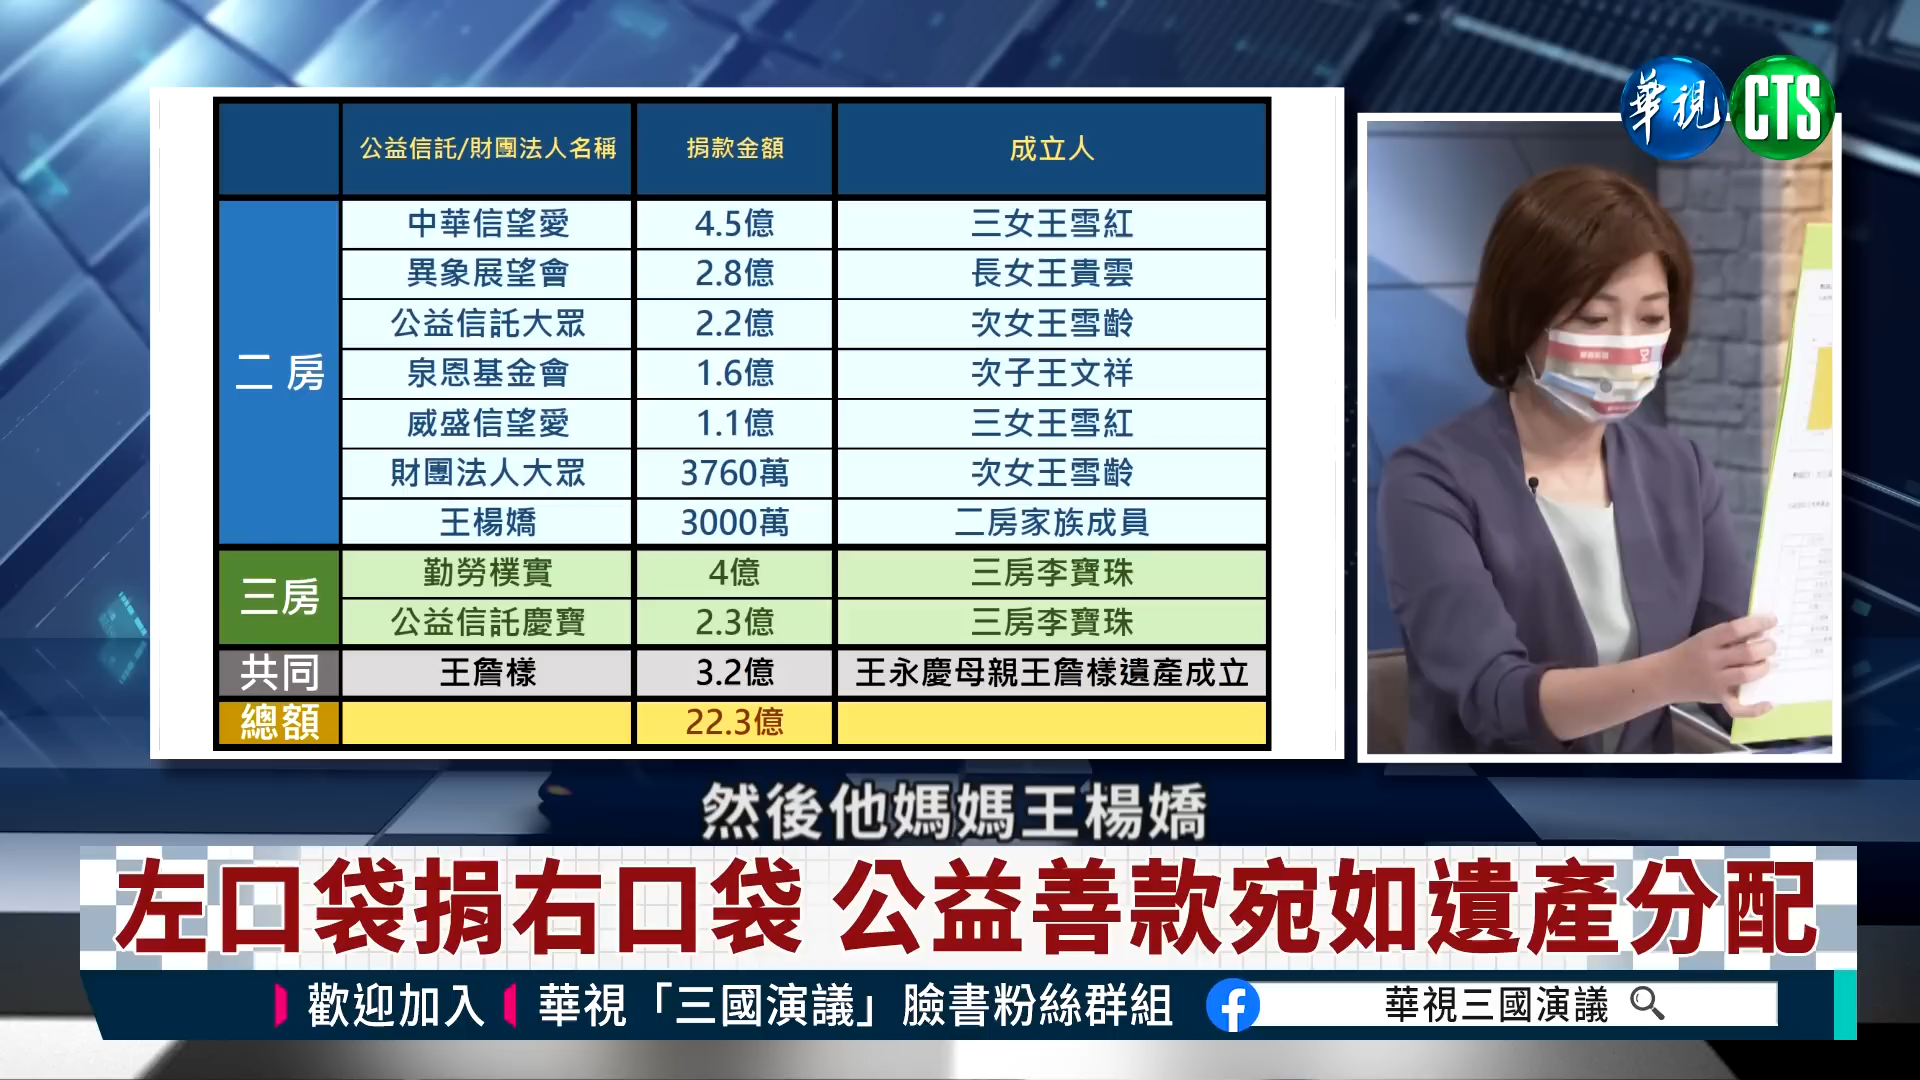 華視 CTS
公益信託/財團法人名稱 捐款金額 成立人
二房
中華信望愛 4.5億 三女王雪紅
異象展望會 2.8億 長女王貴雲
公益信託大眾 2.2億 次女王雪齡
泉恩基金會 1.6億 次子王文祥
威盛信望愛 1.1億 三女王雪紅
財團法人大眾 3760萬 次女王雪齡
王楊嬌 3000萬 二房家族成員
三房
勤勞樸實 4億 三房李寶珠
公益信託慶寶 2.3億 三房李寶珠
共同 王詹樣 3.2億 王永慶母親王詹樣遺產成立
總額 22.3億
然後他媽媽王楊嬌
左口袋捐右口袋 公益善款宛如遺產分配
歡迎加入 華視「三國演議」臉書粉絲群組 華視三國演議